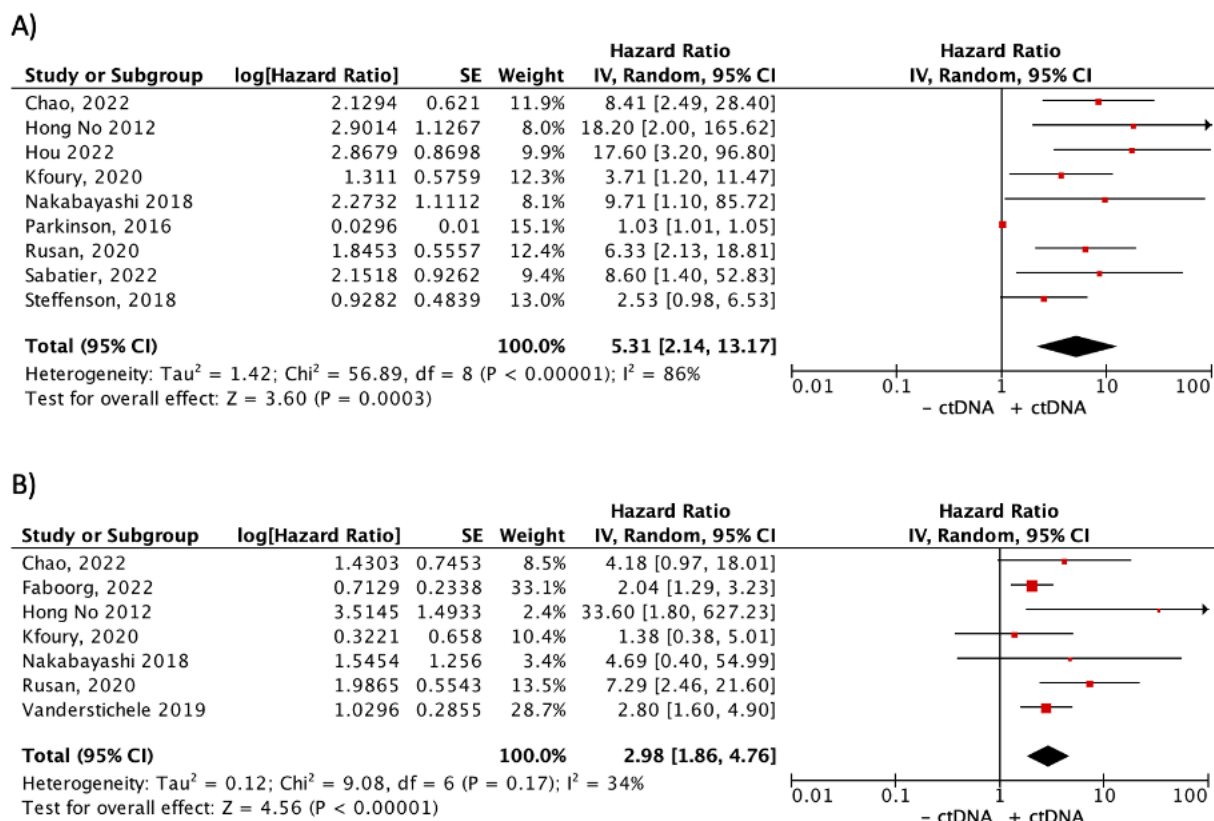 A)
Hazard Ratio Hazard Ratio
Study or Subgroup log[Hazard Ratio] SE Weight IV, Random, 95% CI IV, Random, 95% CI
Chao, 2022 2.1294 0.621 11.9% 8.41 [2.49, 28.40]
Hong No 2012 2.9014 1.1267 8.0% 18.20 [2.00, 165.62]
Hou 2022 2.8679 0.8698 9.9% 17.60 [3.20, 96.80]
Kfoury, 2020 1.311 0.5759 12.3% 3.71 [1.20, 11.47]
Nakabayashi 2018 2.2732 1.1112 8.1% 9.71 [1.10, 85.72]
Parkinson, 2016 0.0296 0.01 15.1% 1.03 [1.01, 1.05]
Rusan, 2020 1.8453 0.5557 12.4% 6.33 [2.13, 18.81]
Sabatier, 2022 2.1518 0.9262 9.4% 8.60 [1.40, 52.83]
Steffenson, 2018 0.9282 0.4839 13.0% 2.53 [0.98, 6.53]
Total (95% CI) 100.0% 5.31 [2.14, 13.17]
Heterogeneity: Tau² = 1.42; Chi² = 56.89, df = 8 (P < 0.00001); I² = 86%
Test for overall effect: Z = 3.60 (P = 0.0003)
0.01 0.1 1 10 100
– ctDNA + ctDNA
B)
Hazard Ratio Hazard Ratio
Study or Subgroup log[Hazard Ratio] SE Weight IV, Random, 95% CI IV, Random, 95% CI
Chao, 2022 1.4303 0.7453 8.5% 4.18 [0.97, 18.01]
Faboorg, 2022 0.7129 0.2338 33.1% 2.04 [1.29, 3.23]
Hong No 2012 3.5145 1.4933 2.4% 33.60 [1.80, 627.23]
Kfoury, 2020 0.3221 0.658 10.4% 1.38 [0.38, 5.01]
Nakabayashi 2018 1.5454 1.256 3.4% 4.69 [0.40, 54.99]
Rusan, 2020 1.9865 0.5543 13.5% 7.29 [2.46, 21.60]
Vanderstichele 2019 1.0296 0.2855 28.7% 2.80 [1.60, 4.90]
Total (95% CI) 100.0% 2.98 [1.86, 4.76]
Heterogeneity: Tau² = 0.12; Chi² = 9.08, df = 6 (P = 0.17); I² = 34%
Test for overall effect: Z = 4.56 (P < 0.00001)
0.01 0.1 1 10 100
– ctDNA + ctDNA